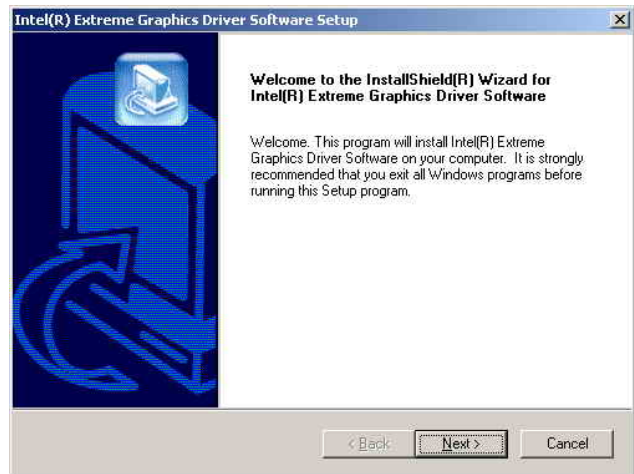 Intel(R) Extreme Graphics Driver Software Setup
Welcome to the InstallShield(R) Wizard for
Intel(R) Extreme Graphics Driver Software
Welcome. This program will install Intel(R) Extreme
Graphics Driver Software on your computer. It is strongly
recommended that you exit all Windows programs before
running this Setup program.
< Back
Next >
Cancel